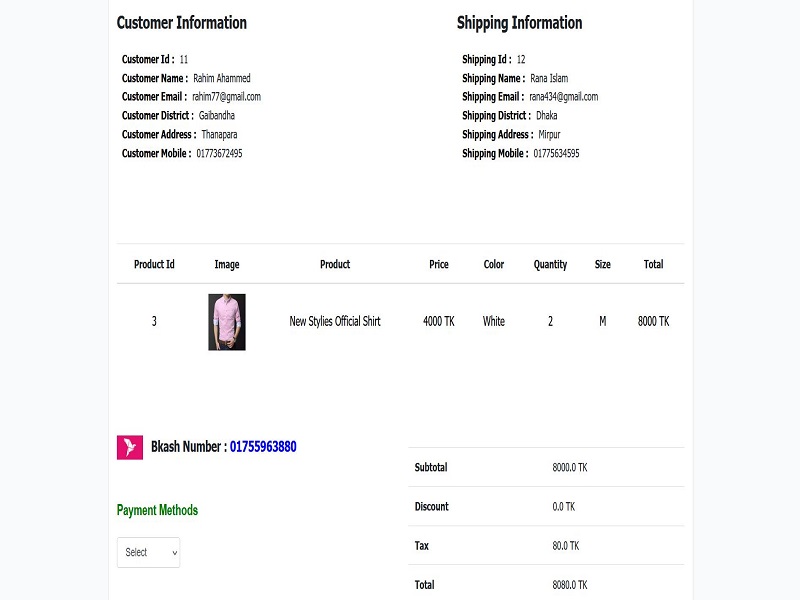 Customer Information
Customer Id : 11
Customer Name : Rahim Ahammed
Customer Email : rahim77@gmail.com
Customer District : Gaibandha
Customer Address : Thanapara
Customer Mobile : 01773672495
Shipping Information
Shipping Id : 12
Shipping Name : Rana Islam
Shipping Email : rana434@gmail.com
Shipping District : Dhaka
Shipping Address : Mirpur
Shipping Mobile : 01775634595
Product Id Image Product Price Color Quantity Size Total
3 New Stylies Official Shirt 4000 TK White 2 M 8000 TK
Bkash Number : 01755963880
Payment Methods
Select
Subtotal 8000.0 TK
Discount 0.0 TK
Tax 80.0 TK
Total 8080.0 TK